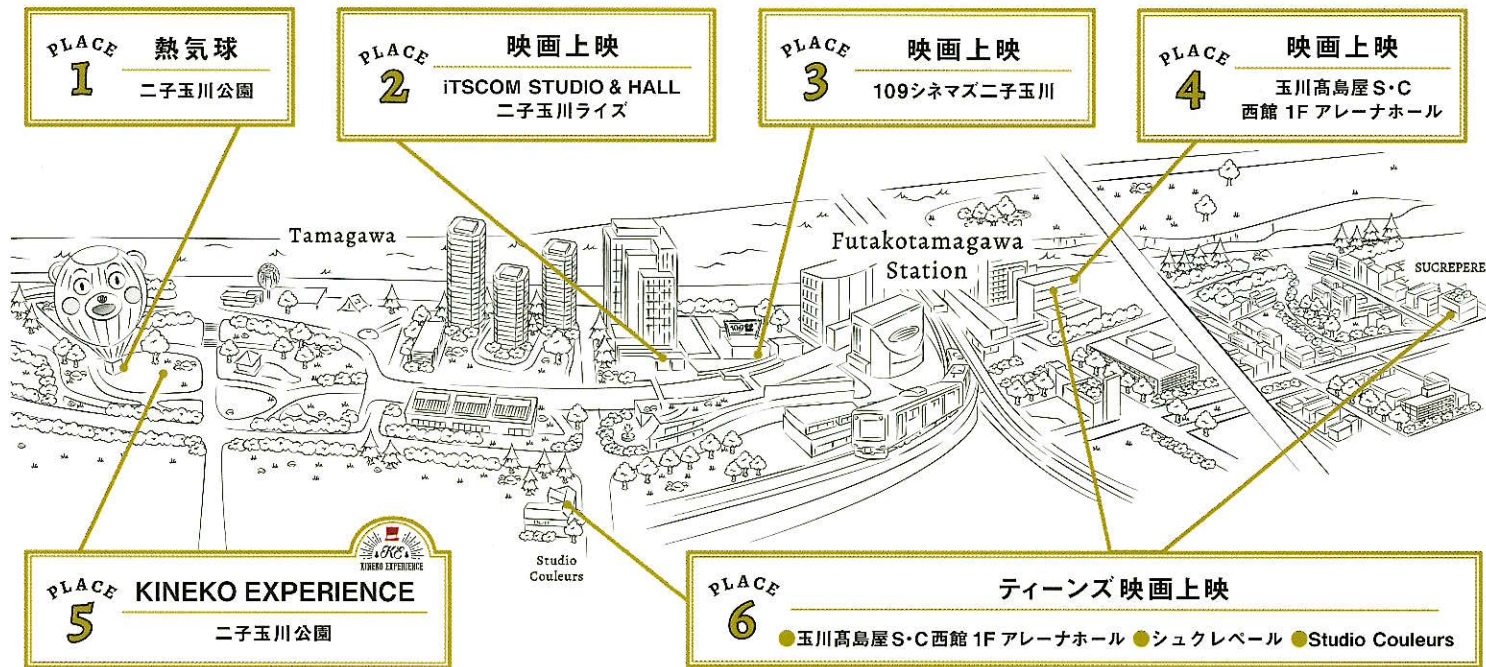 PLACE 1
熱気球
二子玉川公園
PLACE 2
映画上映
iTSCOM STUDIO & HALL
二子玉川ライズ
PLACE 3
映画上映
109シネマズ二子玉川
PLACE 4
映画上映
玉川髙島屋S・C
西館 1F アレーナホール
Tamagawa
Futakotamagawa
Station
SUCREPERE
109
Studio
Couleurs
KE
KINEKO EXPERIENCE
PLACE 5
KINEKO EXPERIENCE
二子玉川公園
PLACE 6
ティーンズ映画上映
●玉川髙島屋S・C西館 1F アレーナホール ●シュクレペール ●Studio Couleurs